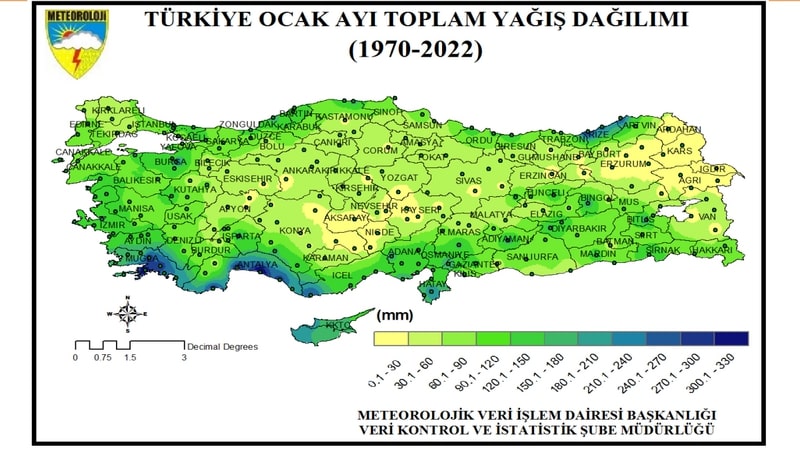 METEOROLOJİ
TÜRKİYE OCAK AYI TOPLAM YAĞIŞ DAĞILIMI
(1970-2022)
KIRKLARELİ
EDİRNE
TEKİRDAĞ
İSTANBUL
KOCAELİ
YALOVA
SAKARYA
DÜZCE
ZONGULDAK
BARTIN
KARABÜK
KASTAMONU
SİNOP
SAMSUN
BOLU
ÇANKIRI
ÇORUM
AMASYA
TOKAT
ORDU
GİRESUN
TRABZON
RİZE
ARTVİN
ARDAHAN
GÜMÜŞHANE
BAYBURT
KARS
ERZURUM
IĞDIR
AĞRI
ÇANAKKALE
ÇANAKKALE
BURSA
BİLECİK
BALIKESİR
ESKİŞEHİR
KÜTAHYA
ANKARA
KIRIKKALE
KIRŞEHİR
YOZGAT
SİVAS
ERZİNCAN
TUNCELİ
BİNGÖL
MUŞ
MANİSA
UŞAK
AFYON
İZMİR
AYDIN
DENİZLİ
ISPARTA
BURDUR
KONYA
AKSARAY
NEVŞEHİR
KAYSERİ
NİĞDE
MALATYA
ELAZIĞ
DİYARBAKIR
BİTLİS
VAN
BATMAN
SİİRT
ŞIRNAK
HAKKARİ
MARDİN
ADIYAMAN
K.MARAŞ
ŞANLIURFA
GAZİANTEP
KİLİS
OSMANİYE
ADANA
HATAY
İÇEL
KARAMAN
ANTALYA
MUĞLA
KKTC
N
W E
S
Decimal Degrees
0 0.75 1.5 3
(mm)
0.1 - 30
30.1 - 60
60.1 - 90
90.1 - 120
120.1 - 150
150.1 - 180
180.1 - 210
210.1 - 240
240.1 - 270
270.1 - 300
300.1 - 330
METEOROLOJİK VERİ İŞLEM DAİRESİ BAŞKANLIĞI
VERİ KONTROL VE İSTATİSTİK ŞUBE MÜDÜRLÜĞÜ